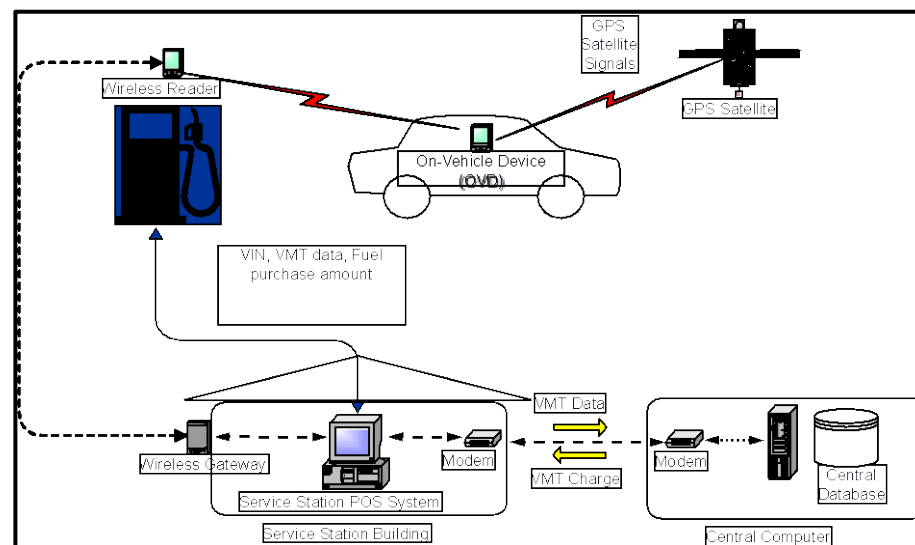 GPS
Satellite
Signals
Wireless Reader
GPS Satellite
On-Vehicle Device
(OVD)
VIN, VMT data, Fuel
purchase amount
VMT Data
Wireless Gateway
Modem
VMT Charge
Modem
Service Station POS System
Central
Database
Service Station Building
Central Computer